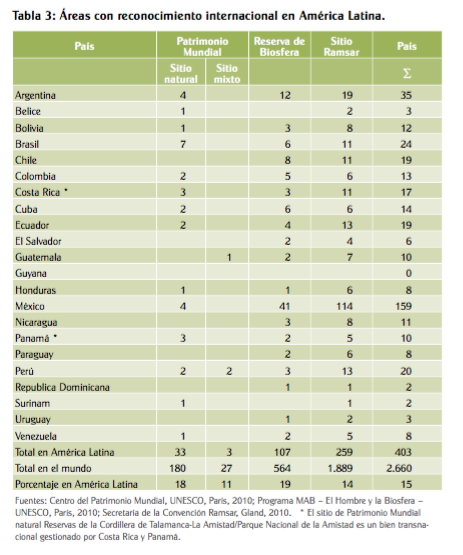 Tabla 3: Áreas con reconocimiento internacional en América Latina.
País Patrimonio Mundial Reserva de Biosfera Sitio Ramsar País
Sitio natural Sitio mixto Σ
Argentina 4 12 19 35
Belice 1 2 3
Bolivia 1 3 8 12
Brasil 7 6 11 24
Chile 8 11 19
Colombia 2 5 6 13
Costa Rica * 3 3 11 17
Cuba 2 6 6 14
Ecuador 2 4 13 19
El Salvador 2 4 6
Guatemala 1 2 7 10
Guyana 0
Honduras 1 1 6 8
México 4 41 114 159
Nicaragua 3 8 11
Panamá * 3 2 5 10
Paraguay 2 6 8
Perú 2 2 3 13 20
Republica Dominicana 1 1 2
Surinam 1 1 2
Uruguay 1 2 3
Venezuela 1 2 5 8
Total en América Latina 33 3 107 259 403
Total en el mundo 180 27 564 1.889 2.660
Porcentaje en América Latina 18 11 19 14 15
Fuentes: Centro del Patrimonio Mundial, UNESCO, París, 2010; Programa MAB – El Hombre y la Biosfera –
UNESCO, París, 2010; Secretaria de la Convención Ramsar, Gland, 2010. * El sitio de Patrimonio Mundial
natural Reservas de la Cordillera de Talamanca-La Amistad/Parque Nacional de la Amistad es un bien transna-
cional gestionado por Costa Rica y Panamá.